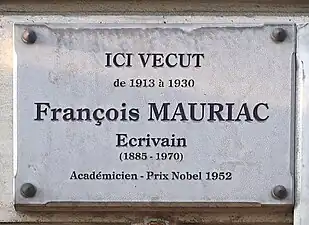 ICI VECUT
de 1913 à 1930
François MAURIAC
Ecrivain
(1885 - 1970)
Académicien - Prix Nobel 1952